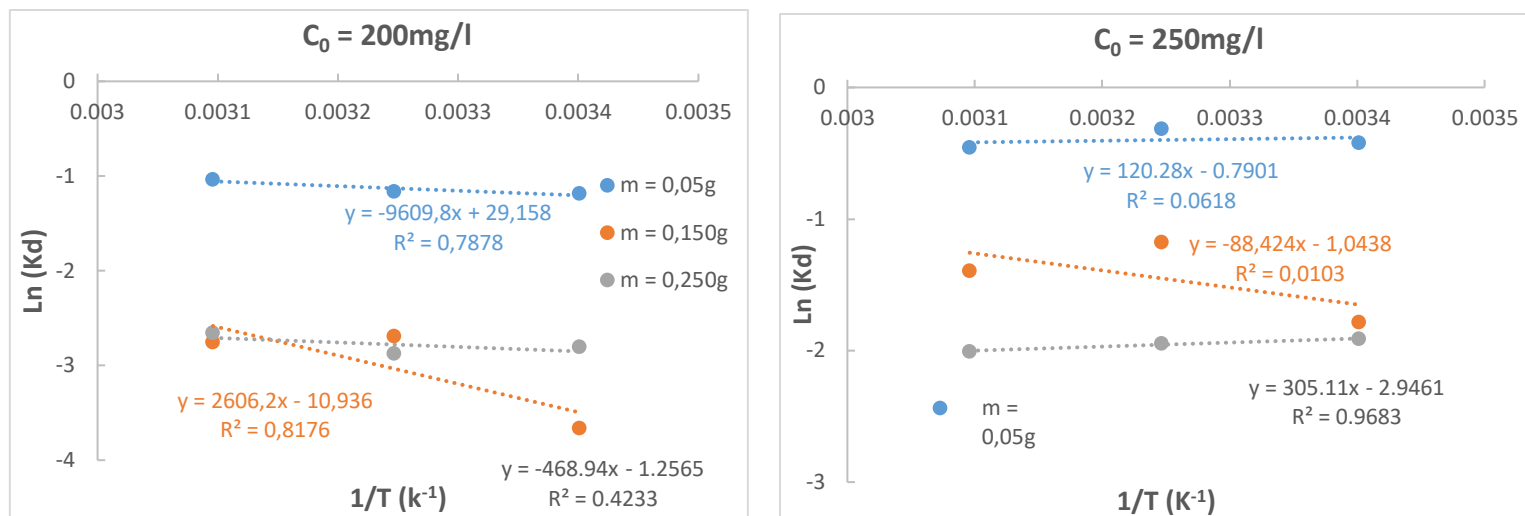 C₀ = 200mg/l
0
0.003
0.0031
0.0032
0.0033
0.0034
0.0035
-1
-2
-3
-4
Ln (Kd)
m = 0,05g
y = -9609,8x + 29,158
R² = 0,7878
m = 0,150g
m = 0,250g
y = 2606,2x - 10,936
R² = 0,8176
y = -468.94x - 1.2565
R² = 0.4233
1/T (k⁻¹)
C₀ = 250mg/l
0
0.003
0.0031
0.0032
0.0033
0.0034
0.0035
-1
-2
-3
Ln (Kd)
y = 120.28x - 0.7901
R² = 0.0618
y = -88,424x - 1,0438
R² = 0,0103
y = 305.11x - 2.9461
R² = 0.9683
m =
0,05g
1/T (K⁻¹)